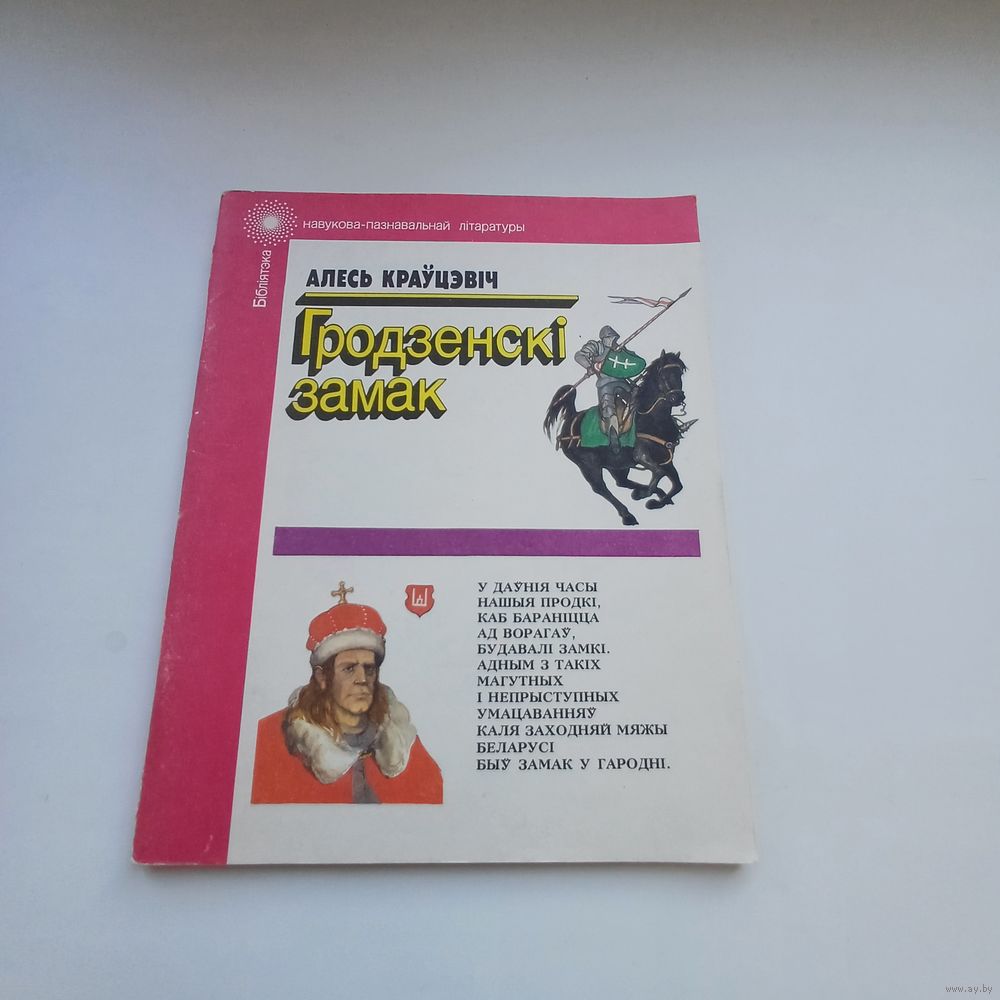 Бібліятэка
навукова-пазнавальнай літаратуры
АЛЕСЬ КРАЎЦЭВІЧ
Гродзенскі
замак
У ДАЎНІЯ ЧАСЫ
НАШЫЯ ПРОДКІ,
КАБ БАРАНІЦЦА
АД ВОРАГАЎ,
БУДАВАЛІ ЗАМКІ.
АДНЫМ З ТАКІХ
МАГУТНЫХ
І НЕПРЫСТУПНЫХ
УМАЦАВАННЯЎ
КАЛЯ ЗАХОДНЯЙ МЯЖЫ
БЕЛАРУСІ
БЫЎ ЗАМАК У ГАРОДНІ.
www.ay.by